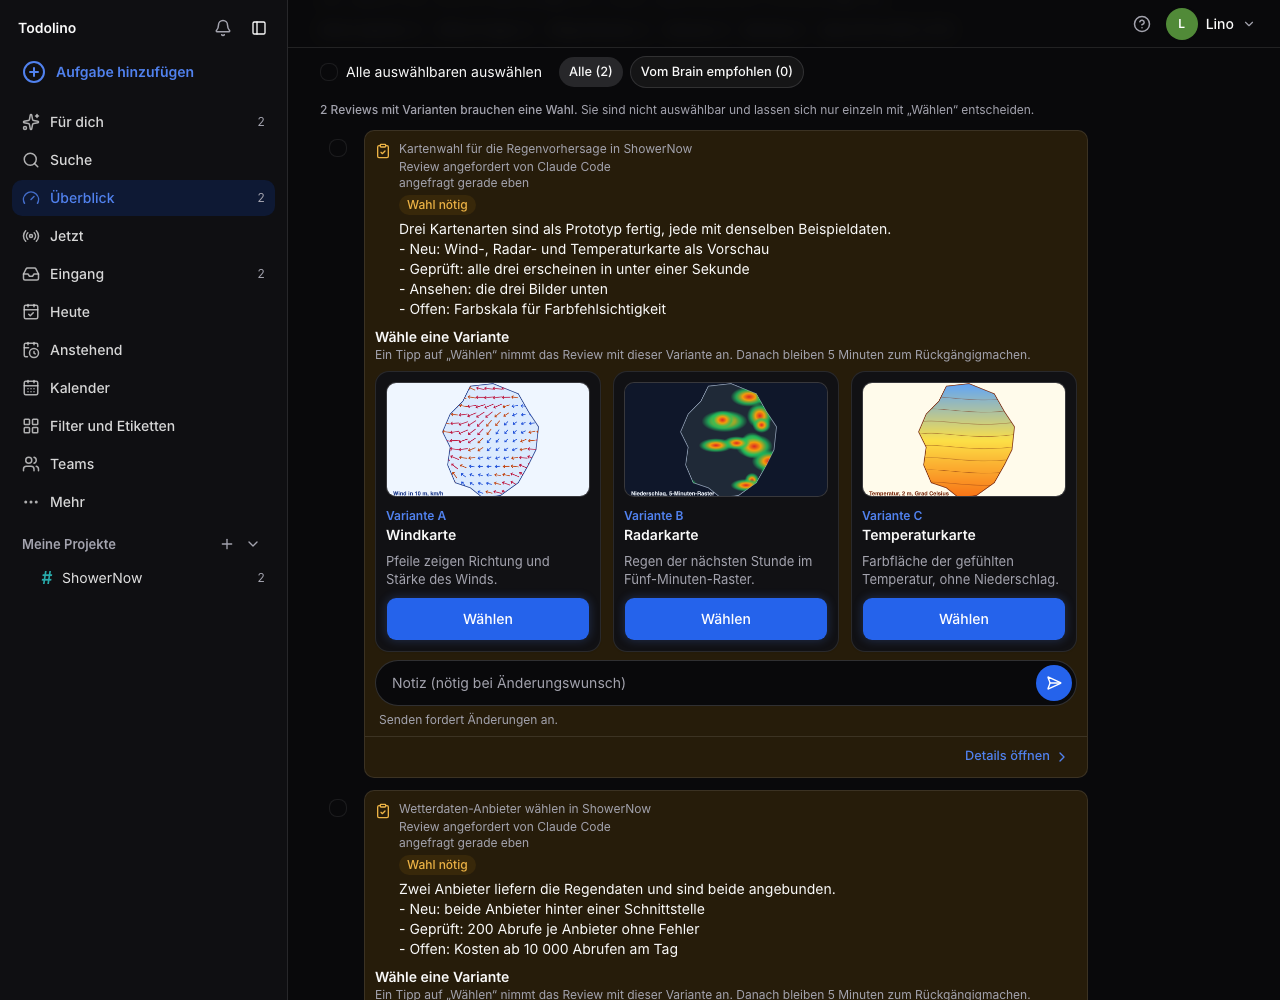 Todolino
Lino
L
Aufgabe hinzufügen
Für dich 2
Suche
Überblick 2
Jetzt
Eingang 2
Heute
Anstehend
Kalender
Filter und Etiketten
Teams
Mehr
Meine Projekte
# ShowerNow 2
Alle auswählbaren auswählen
Alle (2)
Vom Brain empfohlen (0)
2 Reviews mit Varianten brauchen eine Wahl. Sie sind nicht auswählbar und lassen sich nur einzeln mit „Wählen“ entscheiden.
Kartenwahl für die Regenvorhersage in ShowerNow
Review angefordert von Claude Code
angefragt gerade eben
Wahl nötig
Drei Kartenarten sind als Prototyp fertig, jede mit denselben Beispieldaten.
- Neu: Wind-, Radar- und Temperaturkarte als Vorschau
- Geprüft: alle drei erscheinen in unter einer Sekunde
- Ansehen: die drei Bilder unten
- Offen: Farbskala für Farbfehlsichtigkeit
Wähle eine Variante
Ein Tipp auf „Wählen“ nimmt das Review mit dieser Variante an. Danach bleiben 5 Minuten zum Rückgängigmachen.
Wind in 10 m, km/h
Variante A
Windkarte
Pfeile zeigen Richtung und
Stärke des Winds.
Wählen
Niederschlag, 5-Minuten-Raster
Variante B
Radarkarte
Regen der nächsten Stunde im
Fünf-Minuten-Raster.
Wählen
Temperatur, 2 m, Grad Celsius
Variante C
Temperaturkarte
Farbfläche der gefühlten
Temperatur, ohne Niederschlag.
Wählen
Notiz (nötig bei Änderungswunsch)
Senden fordert Änderungen an.
Details öffnen
Wetterdaten-Anbieter wählen in ShowerNow
Review angefordert von Claude Code
angefragt gerade eben
Wahl nötig
Zwei Anbieter liefern die Regendaten und sind beide angebunden.
- Neu: beide Anbieter hinter einer Schnittstelle
- Geprüft: 200 Abrufe je Anbieter ohne Fehler
- Offen: Kosten ab 10 000 Abrufen am Tag
Wähle eine Variante
Ein Tipp auf „Wählen“ nimmt das Review mit dieser Variante an. Danach bleiben 5 Minuten zum Rückgängigmachen.